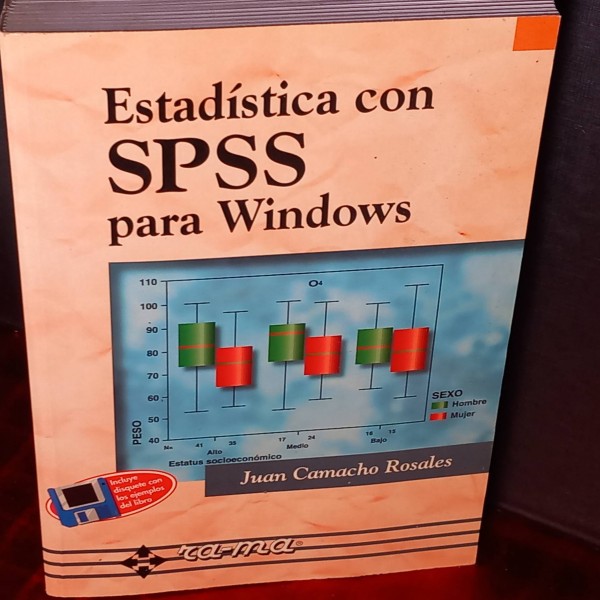 Estadística con
SPSS
para Windows
110
100
90
80
70
60
50
40
PESO
O4
SEXO
Hombre
Mujer
N= 41 35 17 24 16 13
Alto Medio Bajo
Estatus socioeconómico
Juan Camacho Rosales
Incluye
disquete con
los ejemplos
del libro
ra-ma®